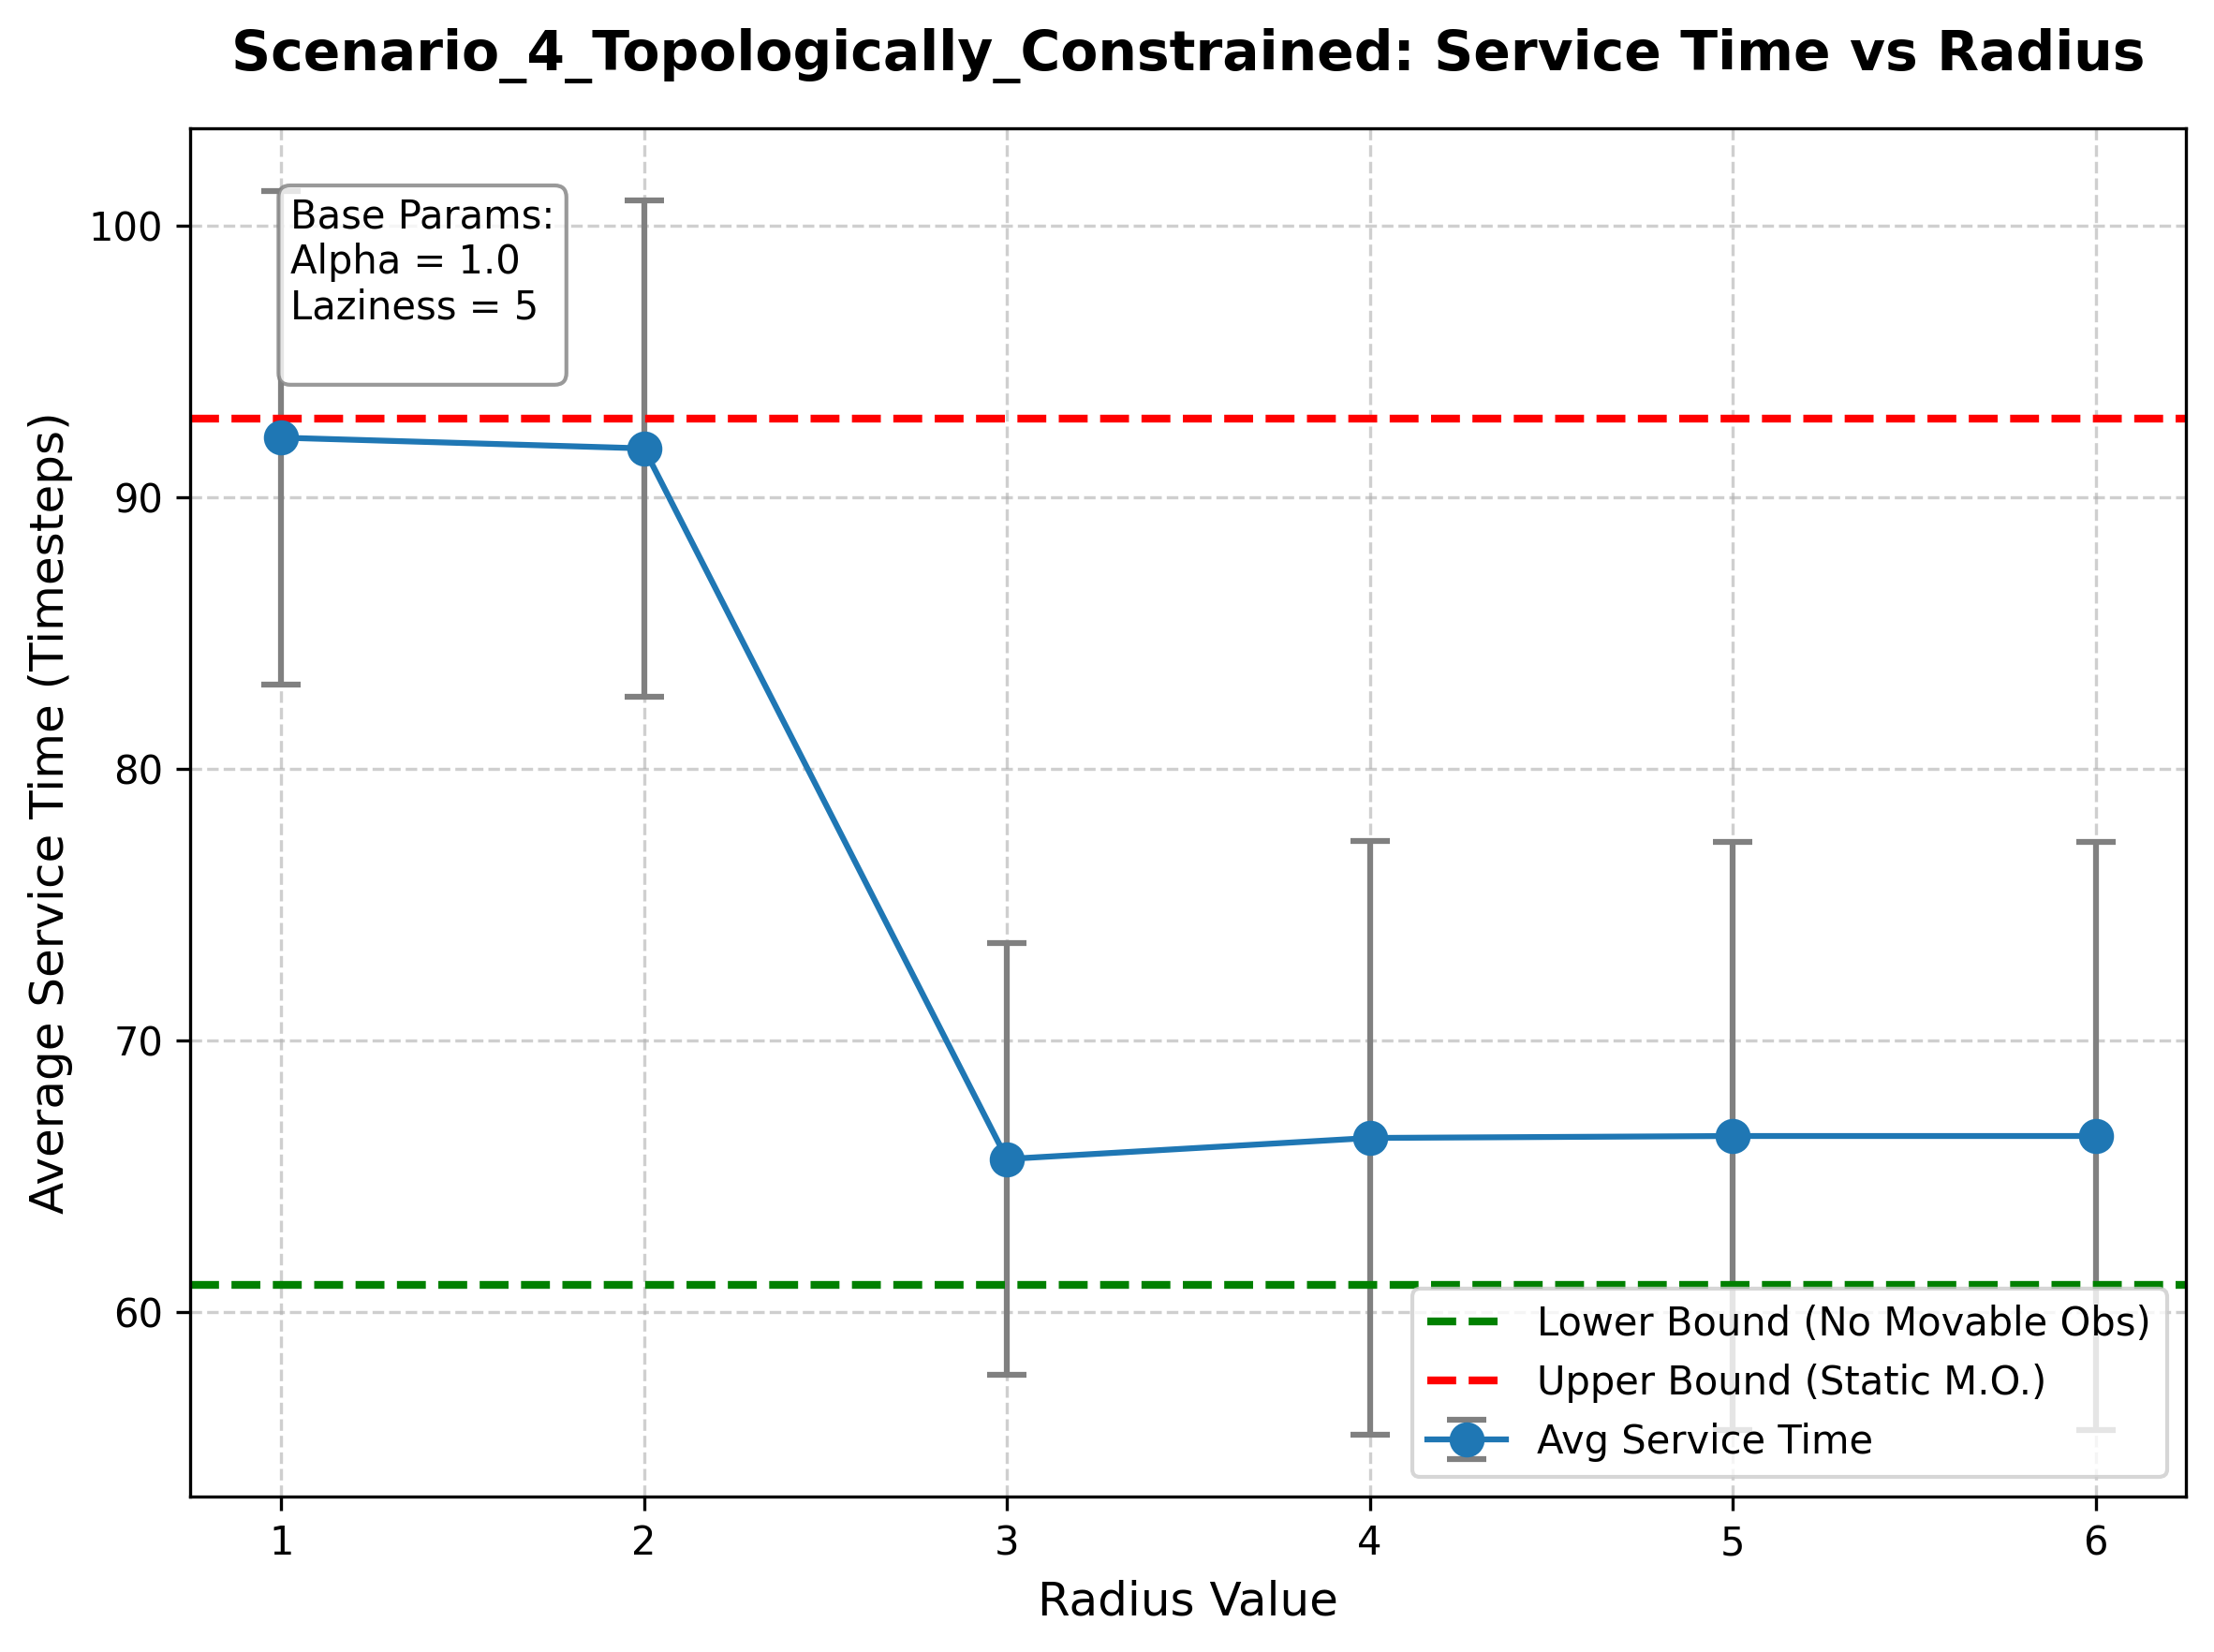 Scenario_4_Topologically_Constrained: Service Time vs Radius
Average Service Time (Timesteps)
100
90
80
70
60
Base Params:
Alpha = 1.0
Laziness = 5
Lower Bound (No Movable Obs)
Upper Bound (Static M.O.)
Avg Service Time
1
2
3
4
5
6
Radius Value